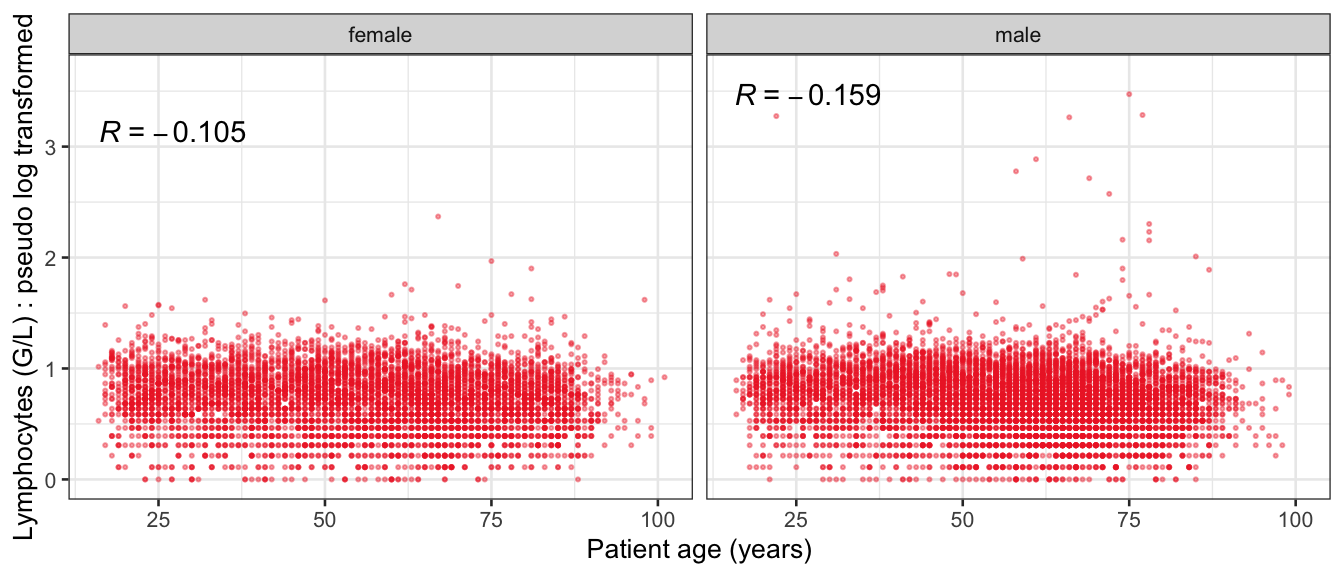 female
male
R = −0.105
R = −0.159
Lymphocytes (G/L) : pseudo log transformed
3
2
1
0
25 50 75 100
25 50 75 100
Patient age (years)